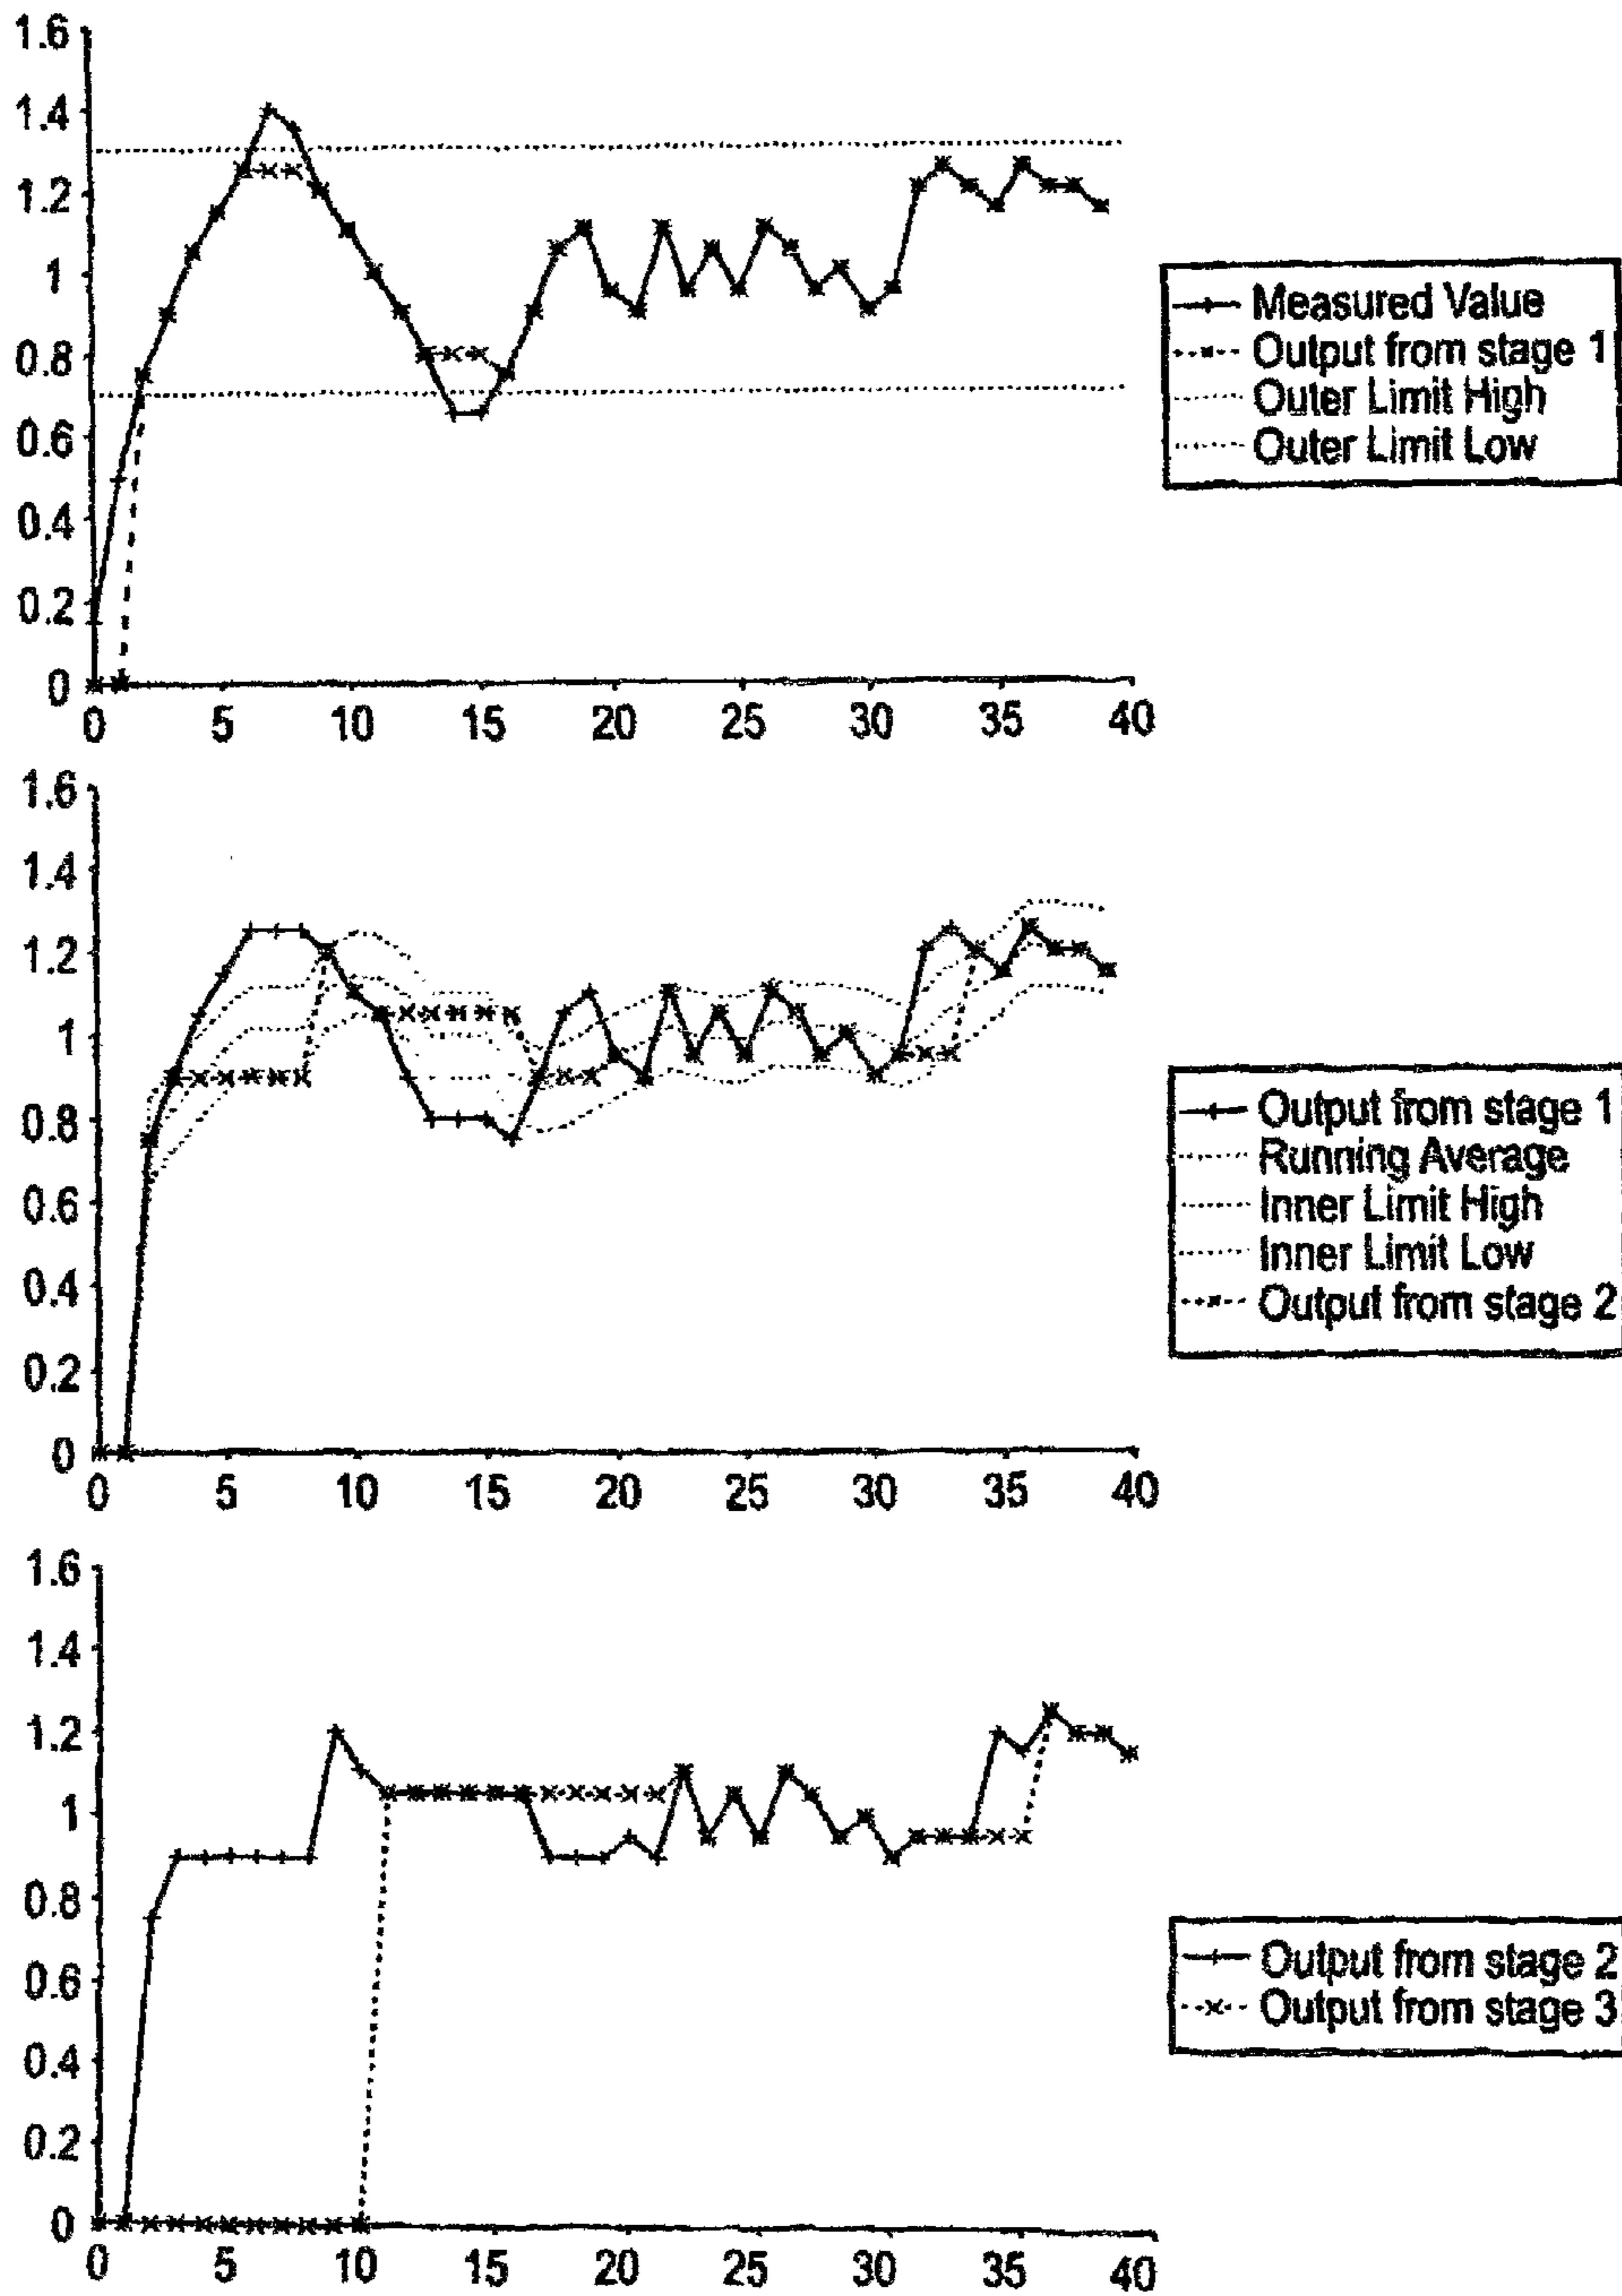 1.6
1.4
1.2
1
0.8
0.6
0.4
0.2
0
0 5 10 15 20 25 30 35 40
Measured Value
Output from stage 1
Outer Limit High
Outer Limit Low
1.6
1.4
1.2
1
0.8
0.6
0.4
0.2
0
0 5 10 15 20 25 30 35 40
Output from stage 1
Running Average
Inner Limit High
Inner Limit Low
Output from stage 2
1.6
1.4
1.2
1
0.8
0.6
0.4
0.2
0
0 5 10 15 20 25 30 35 40
Output from stage 2
Output from stage 3